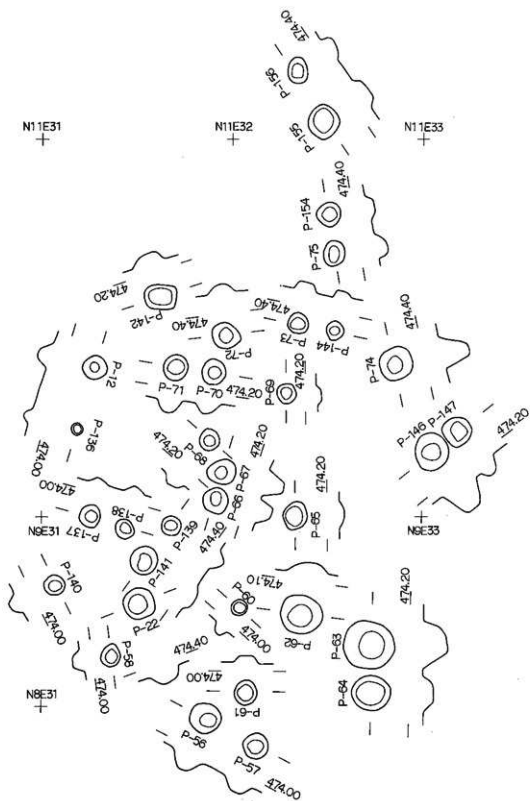 474.40
P-156
P-155
N11E31
N11E32
N11E33
474.40
P-154
P-75
474.20
P-142
474.40
P-72
474.40
P-73
P-144
474.40
P-74
P-12
P-71
P-70
474.20
P-69
474.20
P-136
474.00
474.20
P-68
P-67
474.20
P-66
P-146
P-147
474.20
474.00
P-138
P-137
N9E31
P-139
474.40
P-65
474.20
N9E33
P-140
P-141
474.00
P-22
474.10
P-60
474.00
P-62
P-63
474.20
P-58
474.40
474.00
474.00
P-64
N8E31
P-61
P-56
P-57
474.00